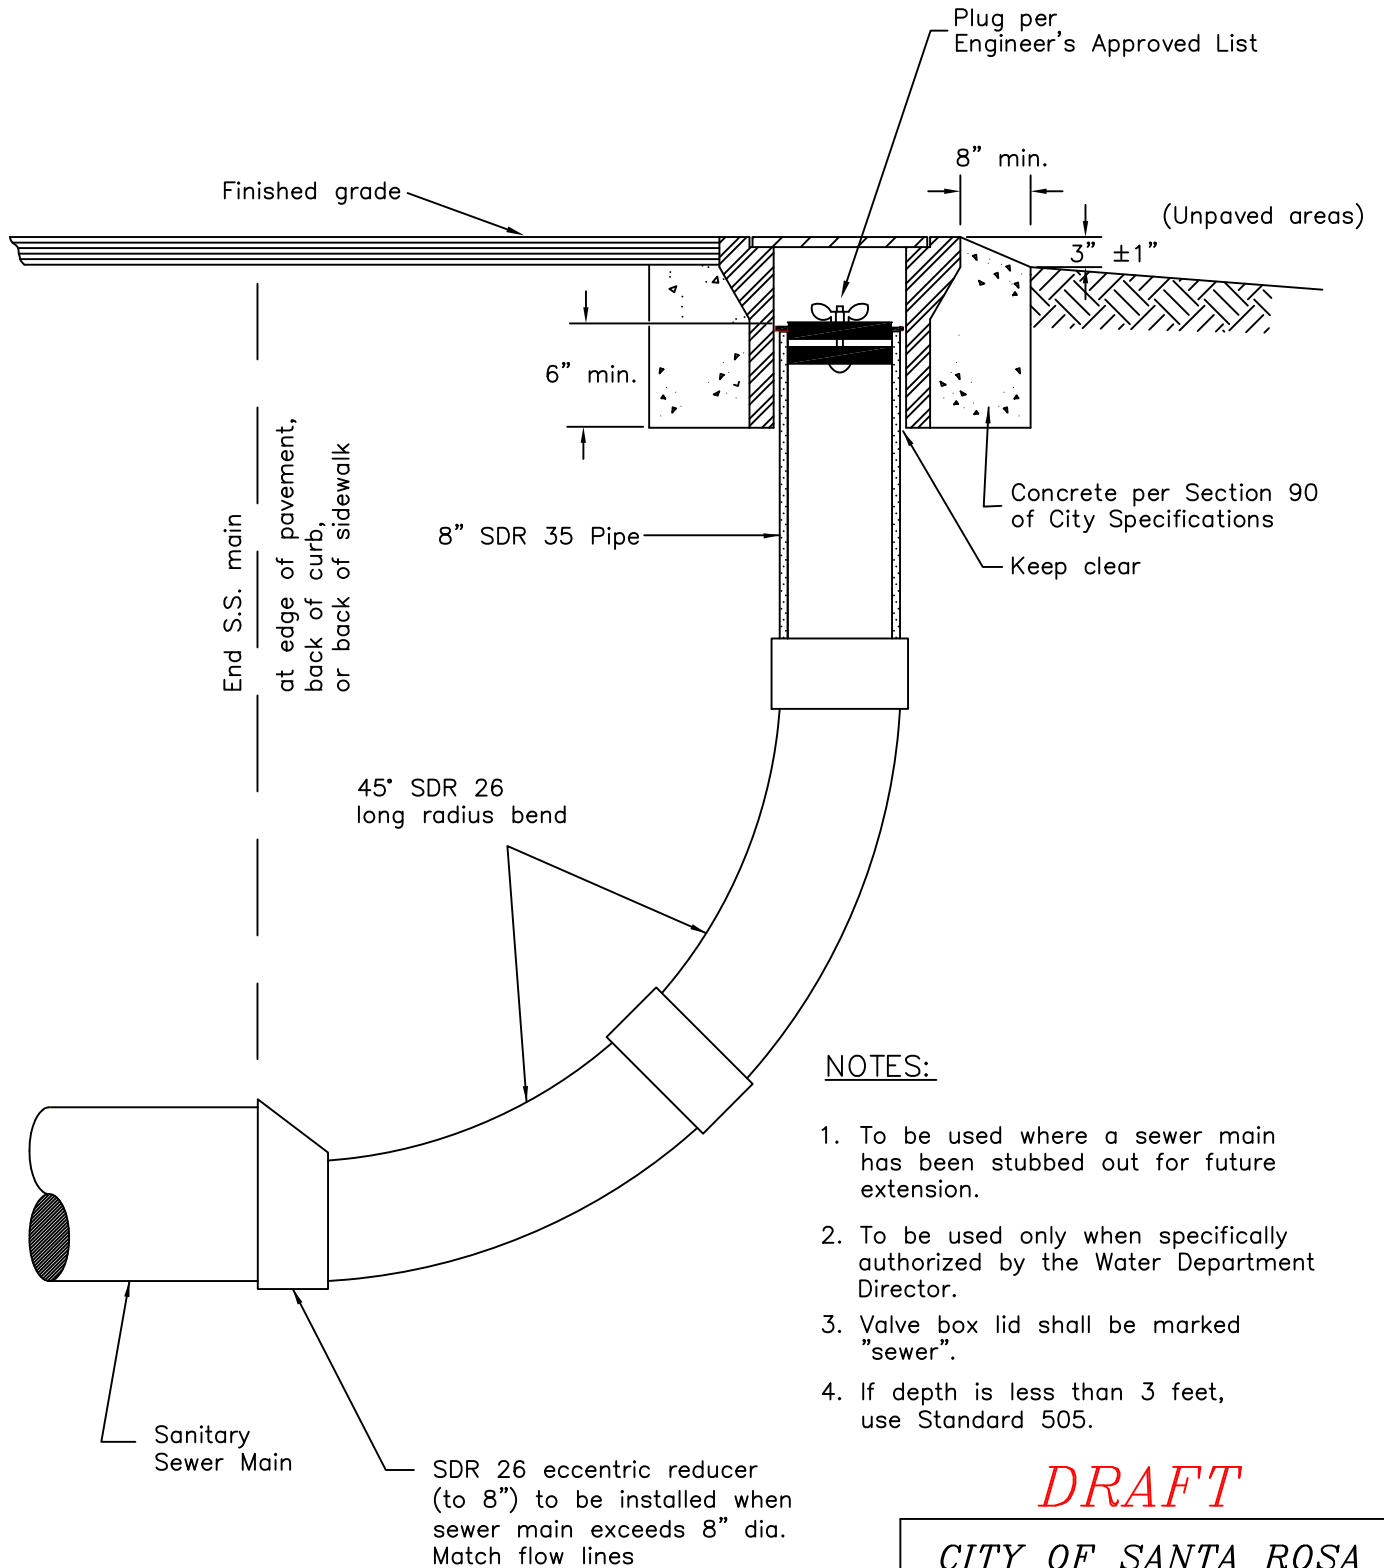 Plug per
Engineer's Approved List
8" min.
Finished grade
(Unpaved areas)
3" ±1"
6" min.
End S.S. main
at edge of pavement,
back of curb,
or back of sidewalk
Concrete per Section 90
of City Specifications
8" SDR 35 Pipe
Keep clear
45° SDR 26
long radius bend
NOTES:
1. To be used where a sewer main
has been stubbed out for future
extension.
2. To be used only when specifically
authorized by the Water Department
Director.
3. Valve box lid shall be marked
"sewer".
4. If depth is less than 3 feet,
use Standard 505.
Sanitary
Sewer Main
SDR 26 eccentric reducer
(to 8") to be installed when
sewer main exceeds 8" dia.
Match flow lines
DRAFT
CITY OF SANTA ROSA